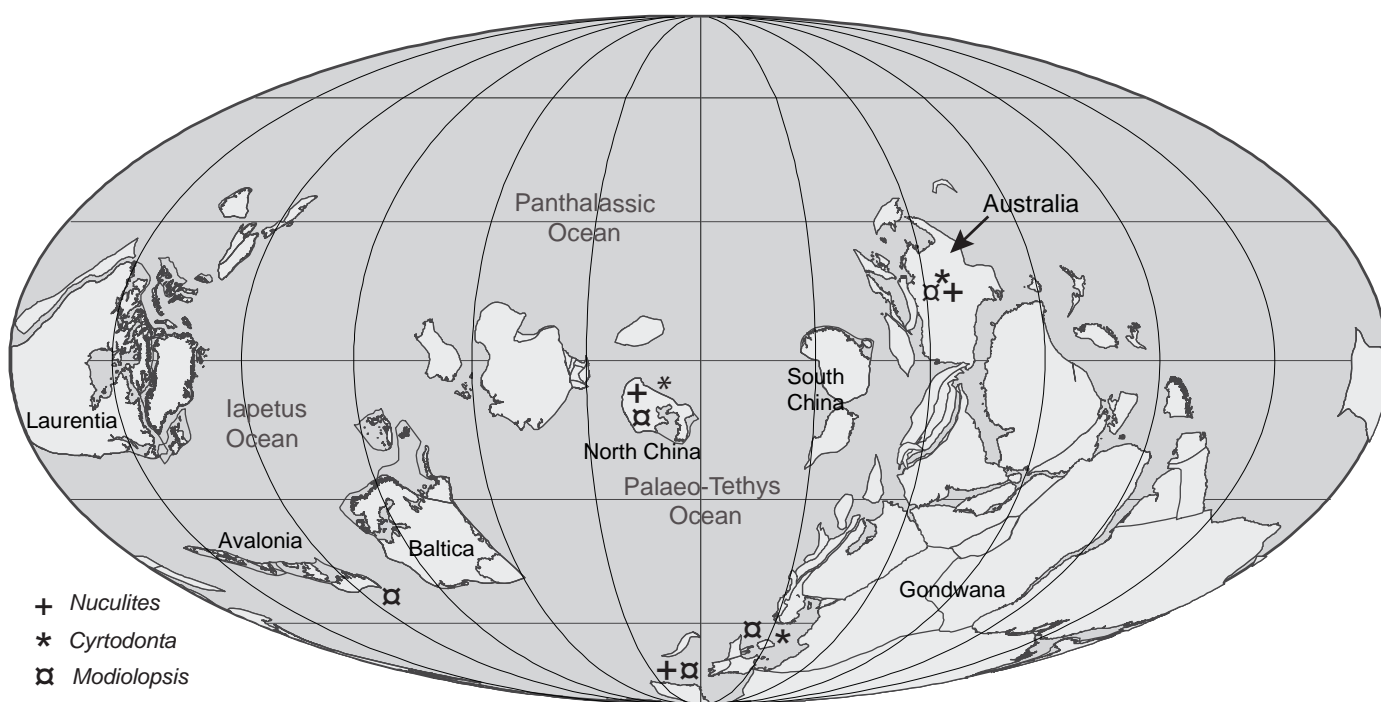 Panthalassic
Ocean
Australia
South
China
Laurentia
Iapetus
Ocean
North China
Palaeo-Tethys
Ocean
Avalonia
Baltica
Gondwana
+ Nuculites
* Cyrtodonta
¤ Modiolopsis